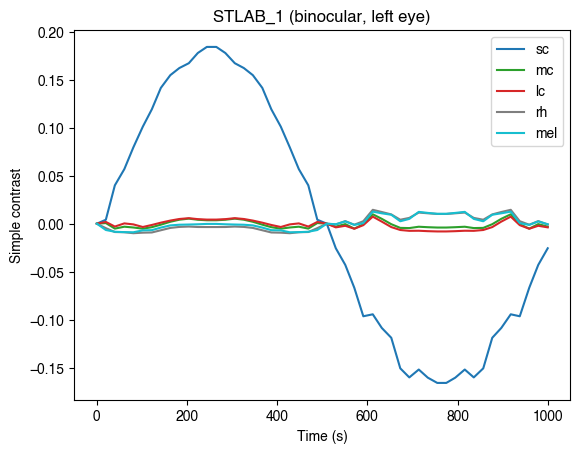 STLAB_1 (binocular, left eye)
0.20
0.15
0.10
0.05
0.00
−0.05
−0.10
−0.15
Simple contrast
sc
mc
lc
rh
mel
0
200
400
600
800
1000
Time (s)